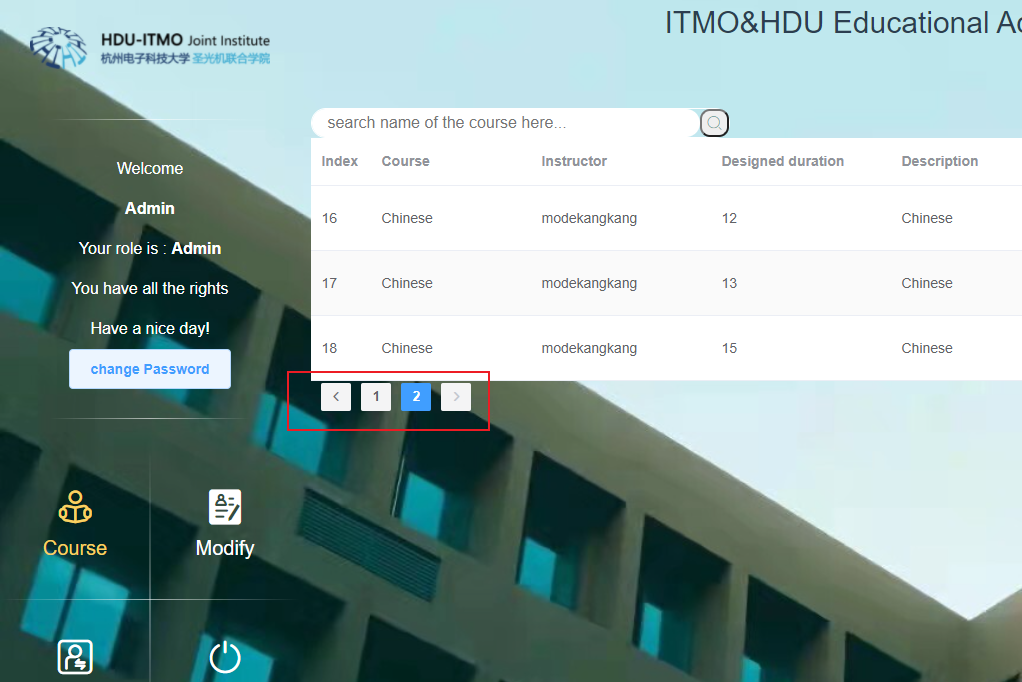 ITMO&HDU Educational Ac
HDU-ITMO Joint Institute
杭州电子科技大学 圣光机联合学院
search name of the course here...
Index Course Instructor Designed duration Description
16 Chinese modekangkang 12 Chinese
17 Chinese modekangkang 13 Chinese
18 Chinese modekangkang 15 Chinese
1 2
Welcome
Admin
Your role is : Admin
You have all the rights
Have a nice day!
change Password
Course Modify